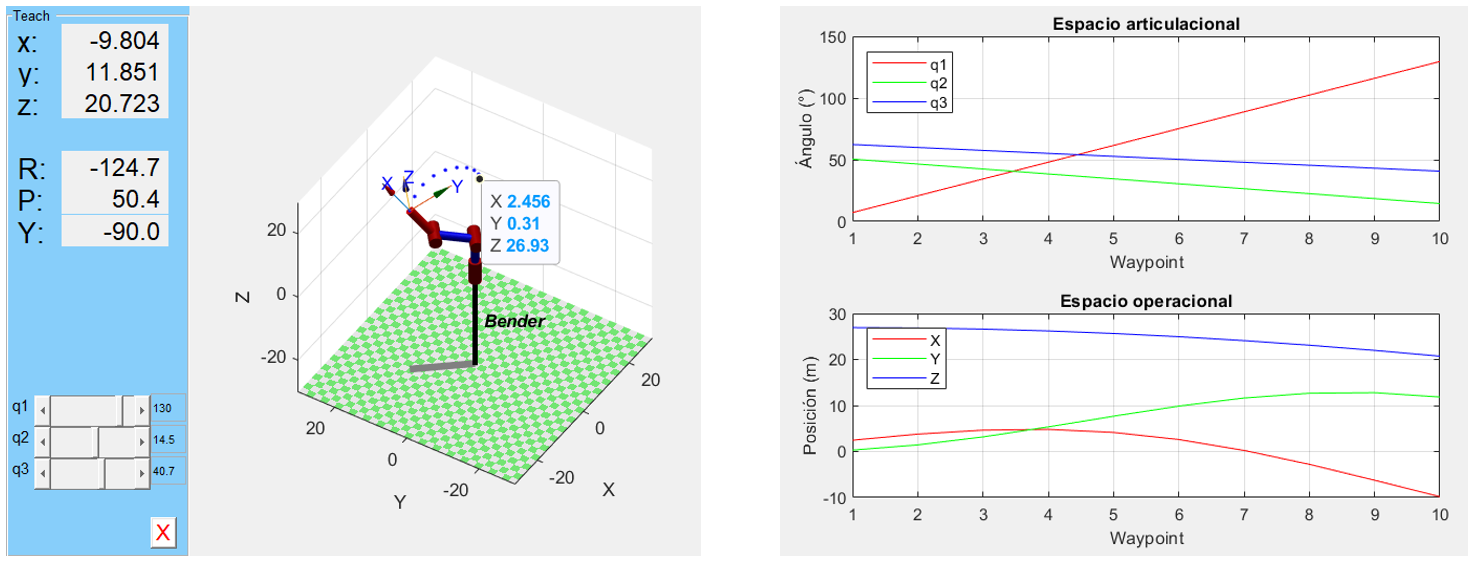 Teach
x: -9.804
y: 11.851
z: 20.723
R: -124.7
P: 50.4
Y: -90.0
q1 130
q2 14.5
q3 40.7
X
X Z Y
X 2.456
Y 0.31
Z 26.93
Bender
Z
20
0
-20
20
0
-20
Y
-20
0
20
X
Espacio articulacional
150
100
50
0
Ángulo (°)
q1
q2
q3
1 2 3 4 5 6 7 8 9 10
Waypoint
Espacio operacional
30
20
10
0
-10
Posición (m)
X
Y
Z
1 2 3 4 5 6 7 8 9 10
Waypoint